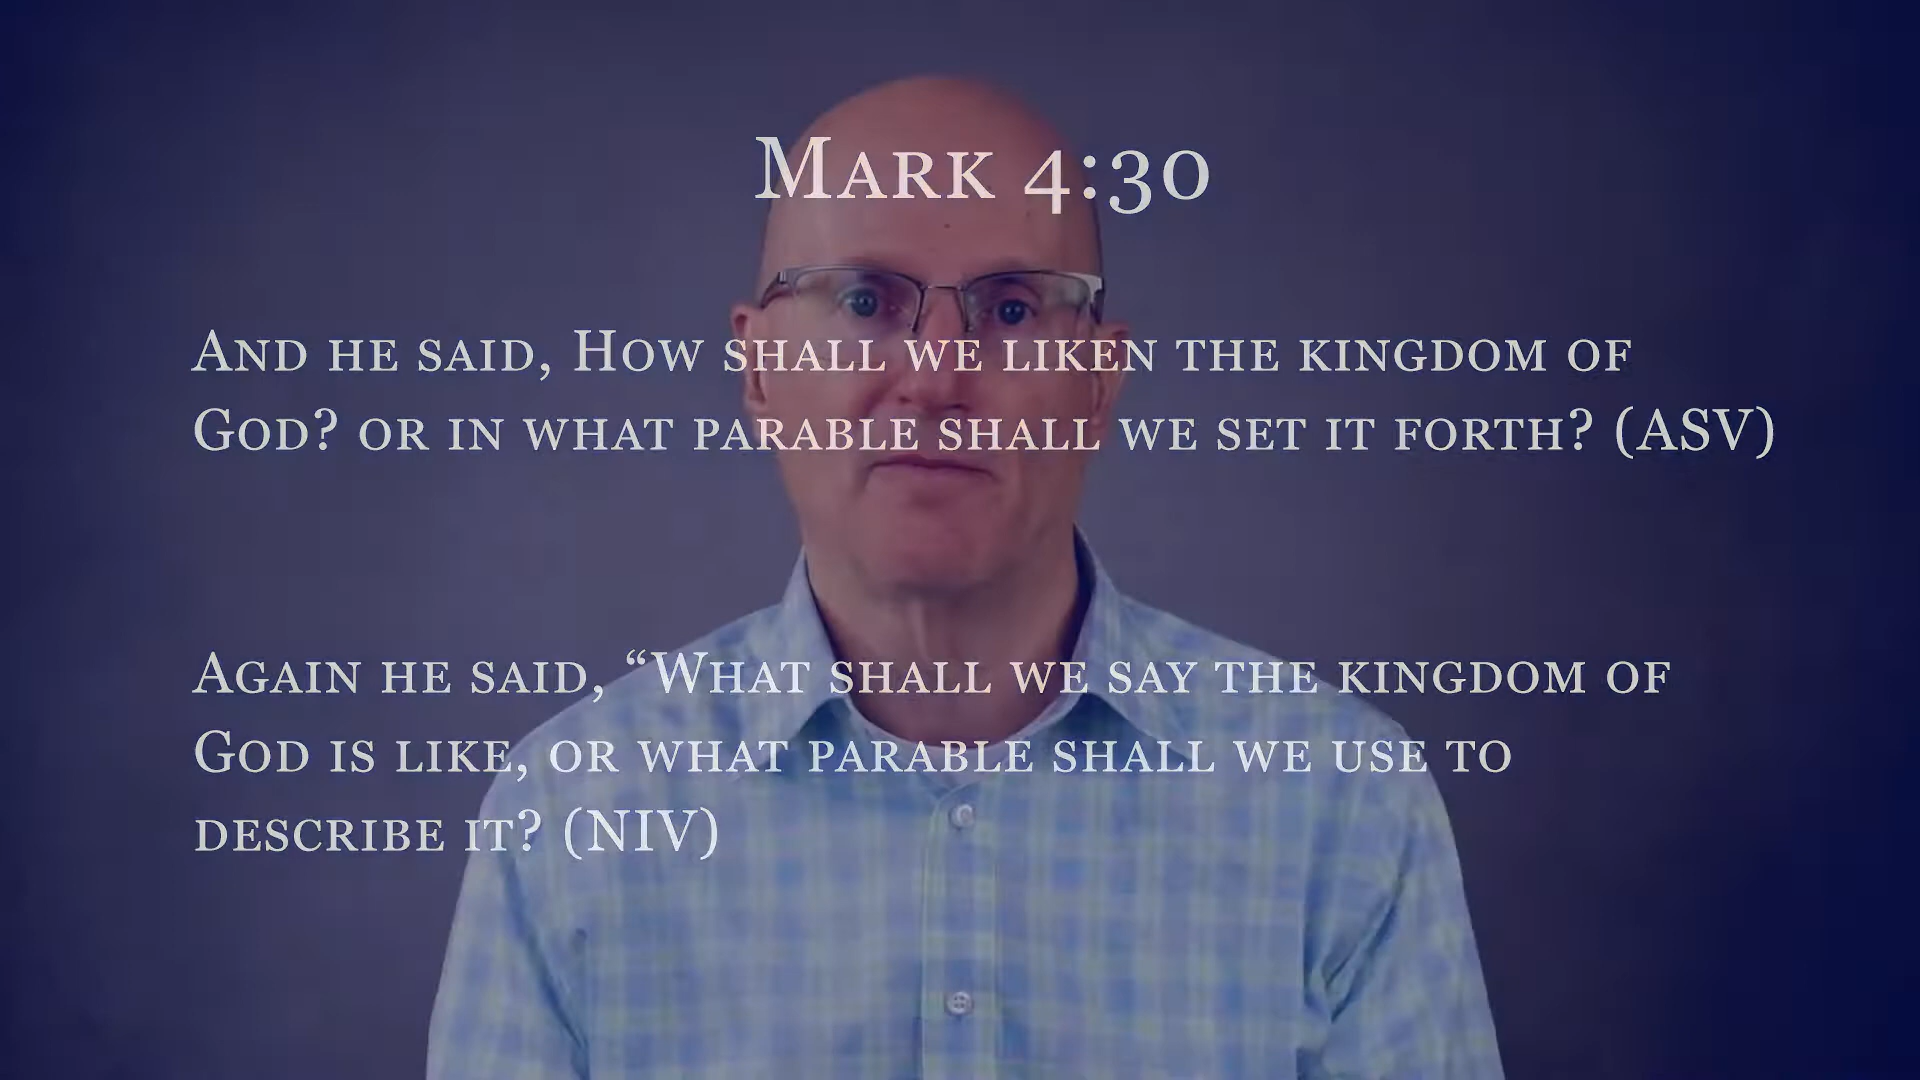 Mark 4:30
And he said, How shall we liken the kingdom of
God? or in what parable shall we set it forth? (ASV)
Again he said, “What shall we say the kingdom of
God is like, or what parable shall we use to
describe it? (NIV)